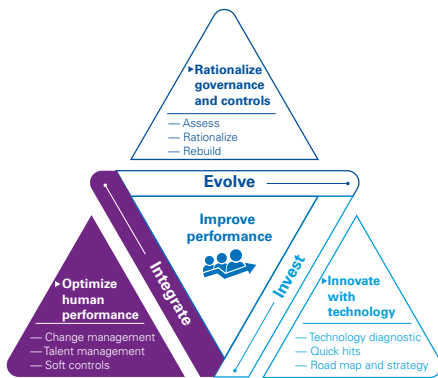 ▸Rationalize
governance
and controls
— Assess
— Rationalize
— Rebuild
Evolve
Improve
performance
Integrate
Invest
▸Optimize
human
performance
— Change management
— Talent management
— Soft controls
▸Innovate
with
technology
— Technology diagnostic
— Quick hits
— Road map and strategy